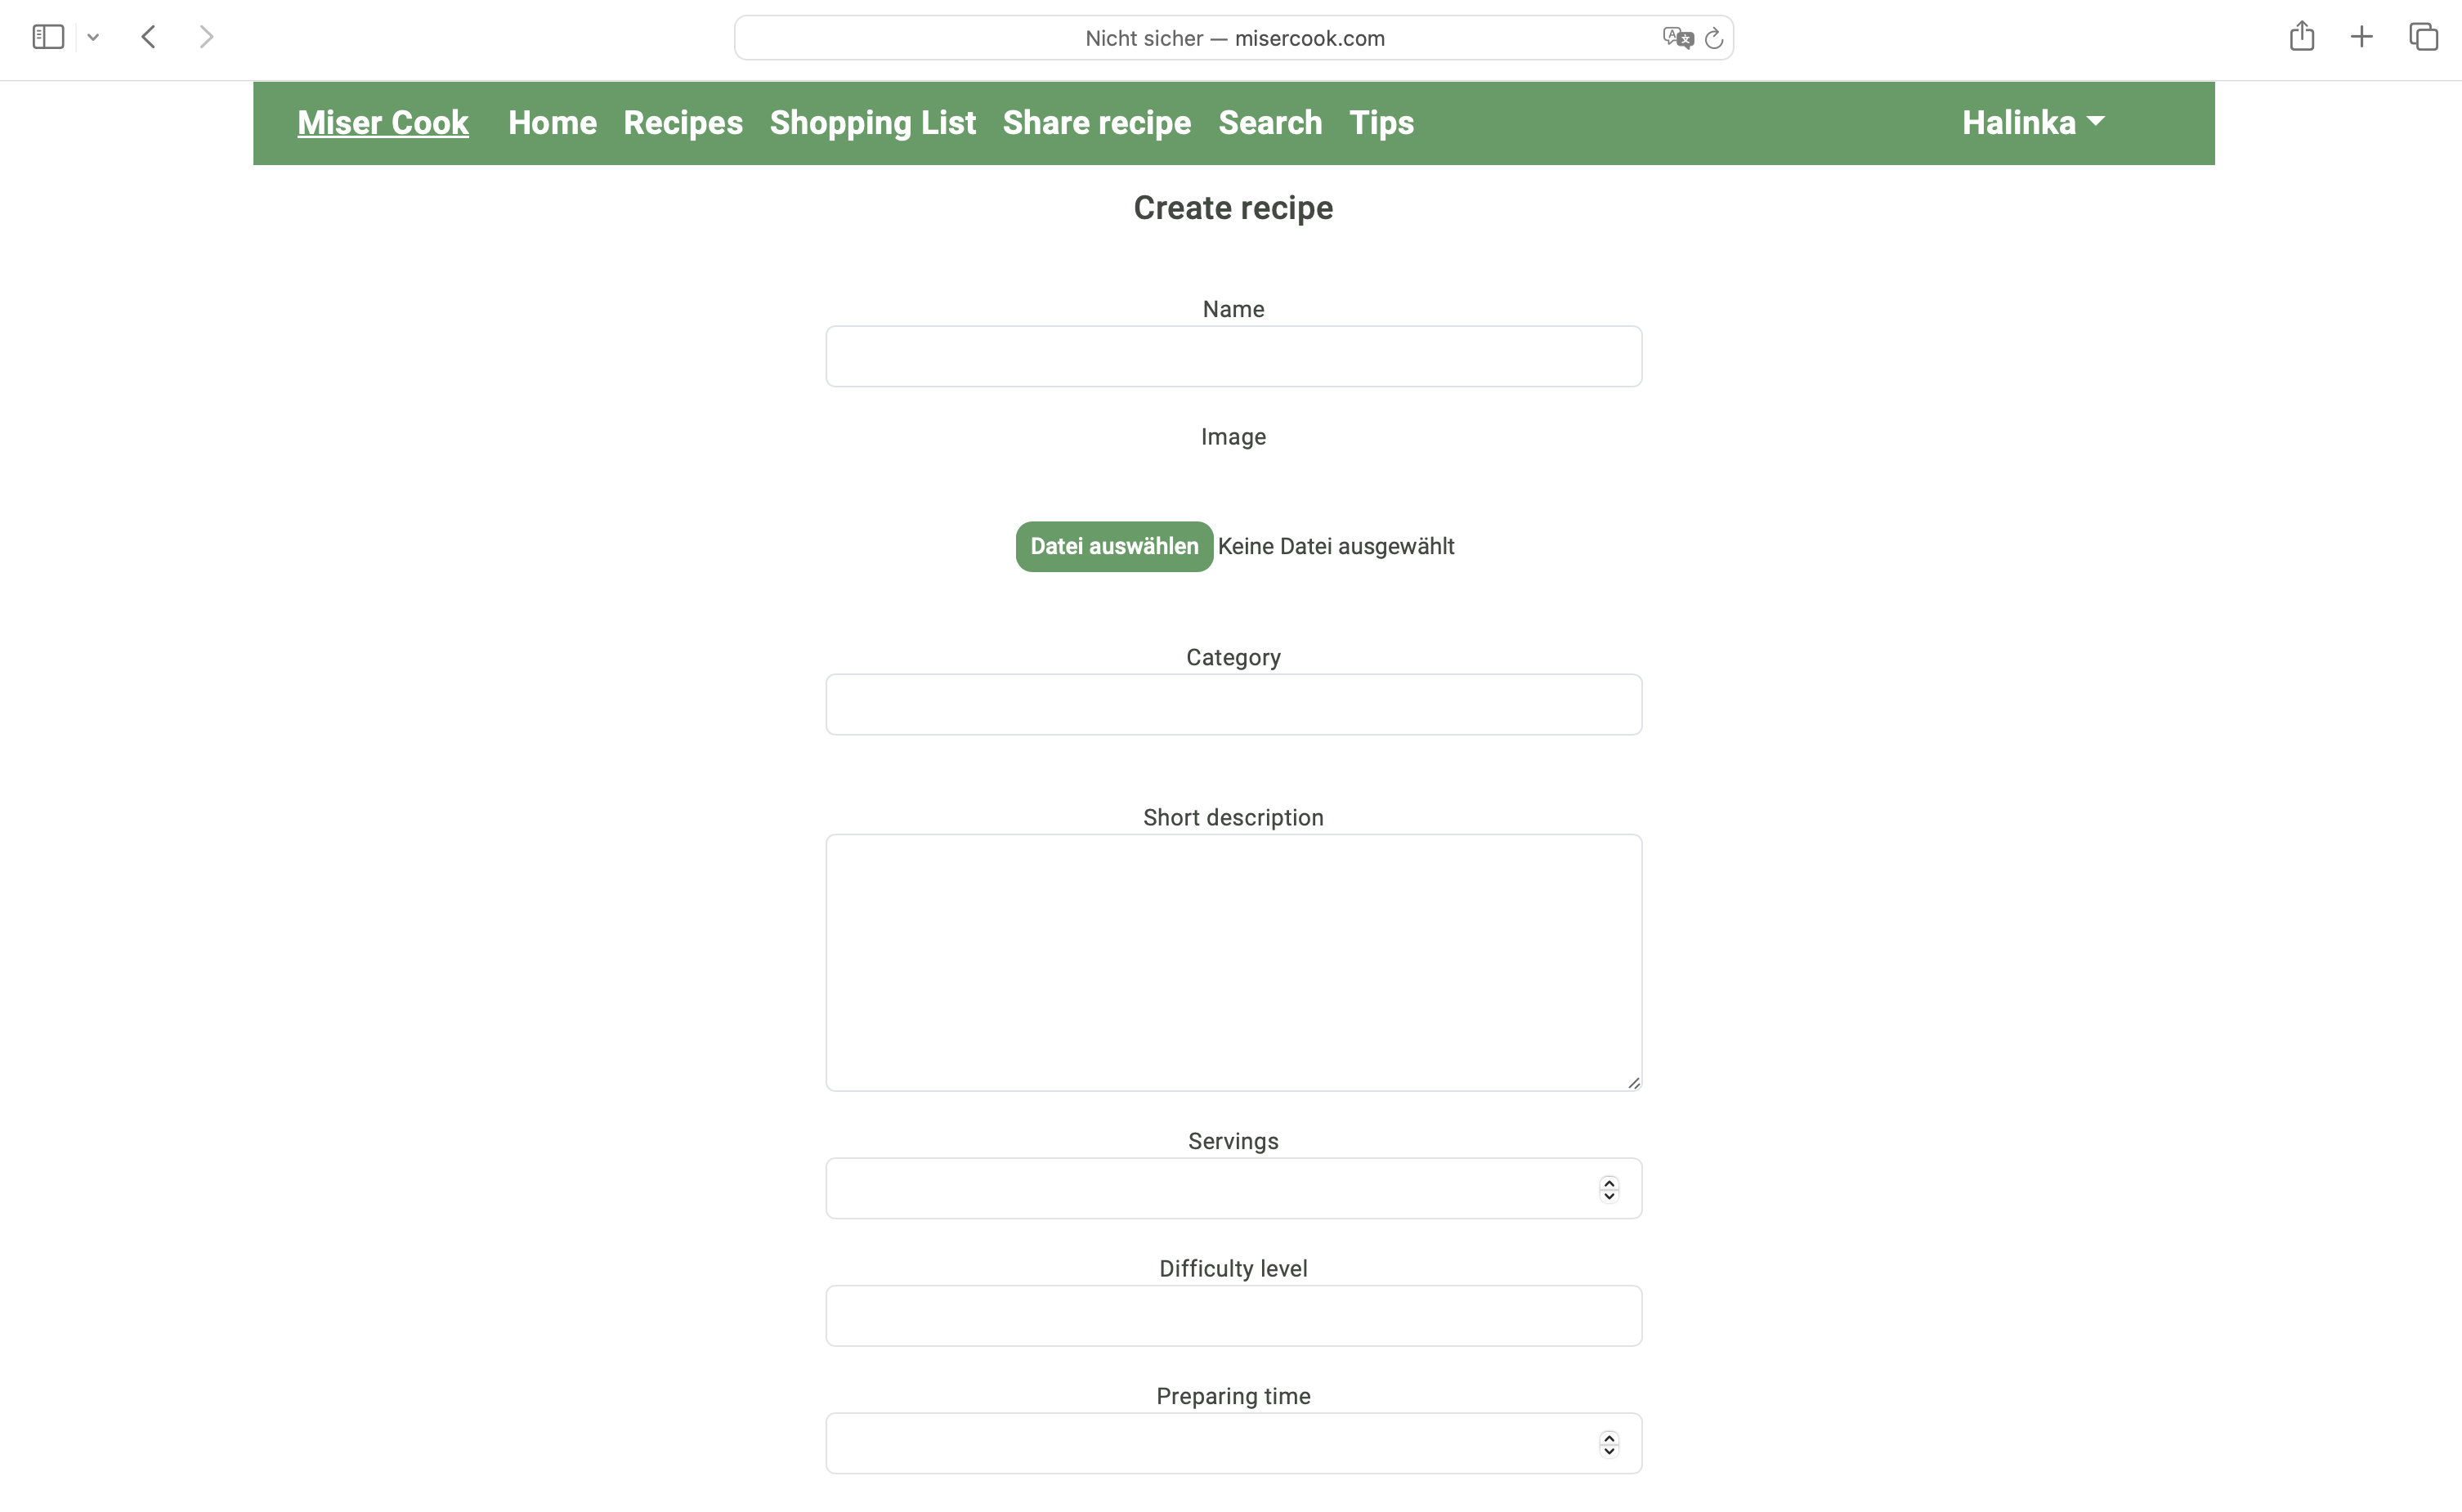 Nicht sicher — misercook.com
Miser Cook Home Recipes Shopping List Share recipe Search Tips Halinka
Create recipe
Name
Image
Datei auswählen Keine Datei ausgewählt
Category
Short description
Servings
Difficulty level
Preparing time